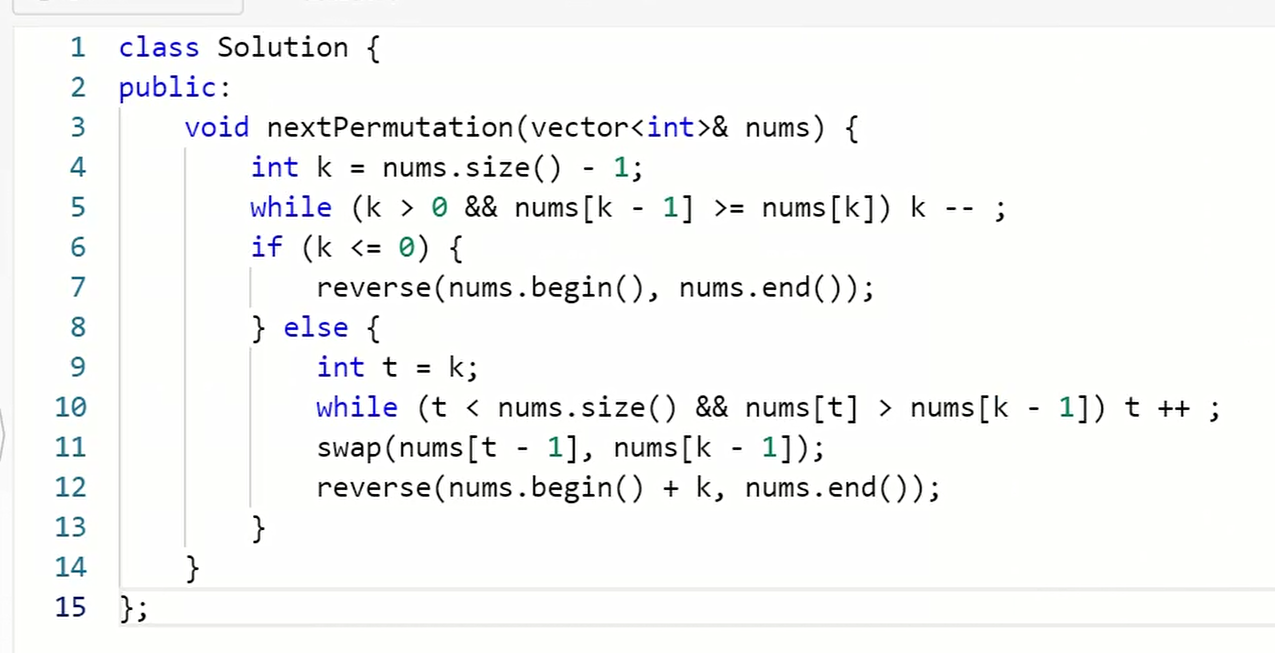 1 class Solution {
2 public:
3     void nextPermutation(vector<int>& nums) {
4         int k = nums.size() - 1;
5         while (k > 0 && nums[k - 1] >= nums[k]) k -- ;
6         if (k <= 0) {
7             reverse(nums.begin(), nums.end());
8         } else {
9             int t = k;
10             while (t < nums.size() && nums[t] > nums[k - 1]) t ++ ;
11             swap(nums[t - 1], nums[k - 1]);
12             reverse(nums.begin() + k, nums.end());
13         }
14     }
15 };